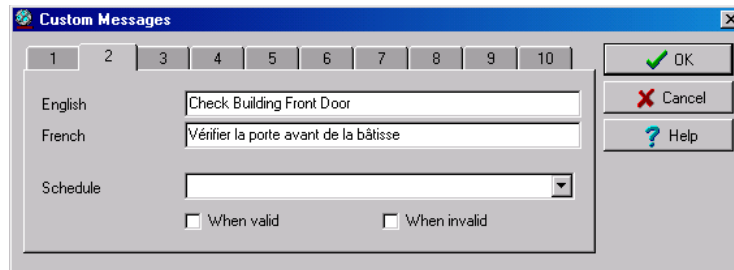 Custom Messages
1 2 3 4 5 6 7 8 9 10
OK
English Check Building Front Door
Cancel
French Vérifier la porte avant de la bâtisse
Help
Schedule
When valid When invalid